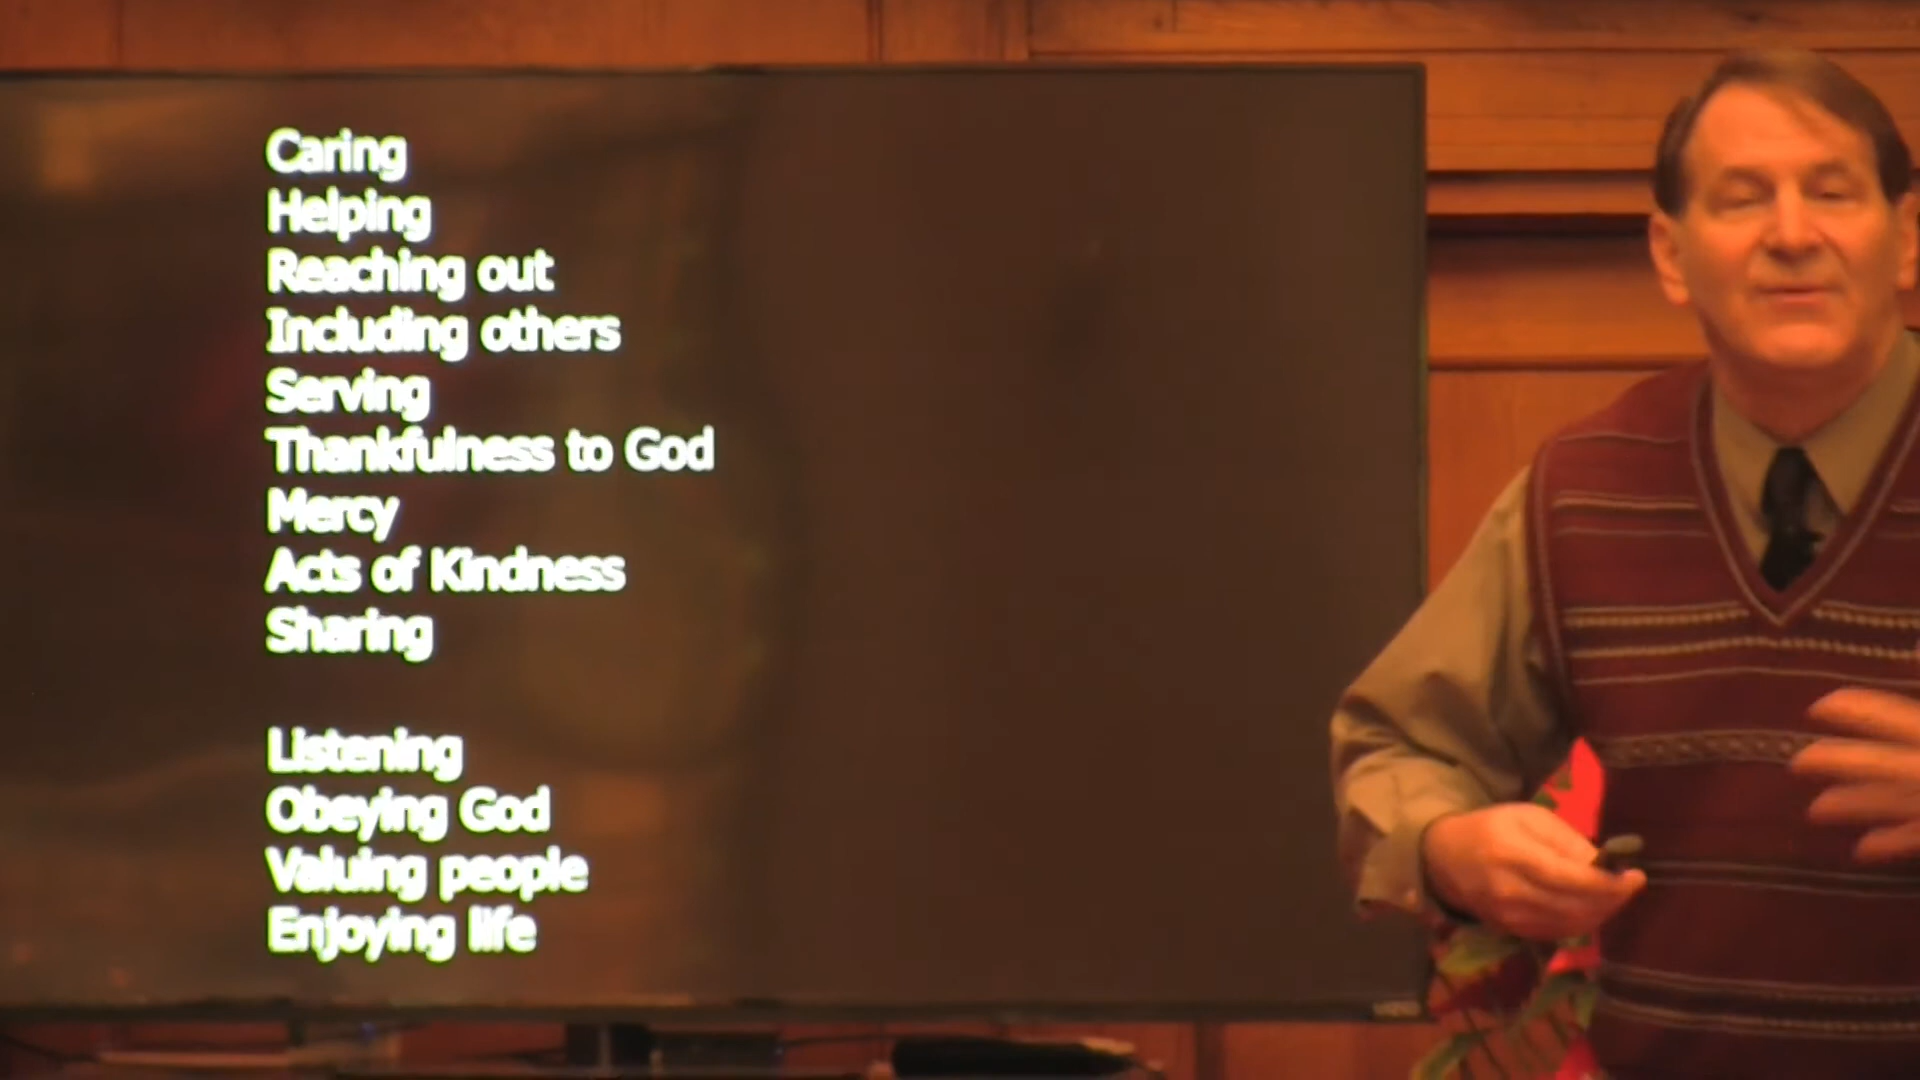 Caring
Helping
Reaching out
Including others
Serving
Thankfulness to God
Mercy
Acts of Kindness
Sharing
Listening
Obeying God
Valuing people
Enjoying life